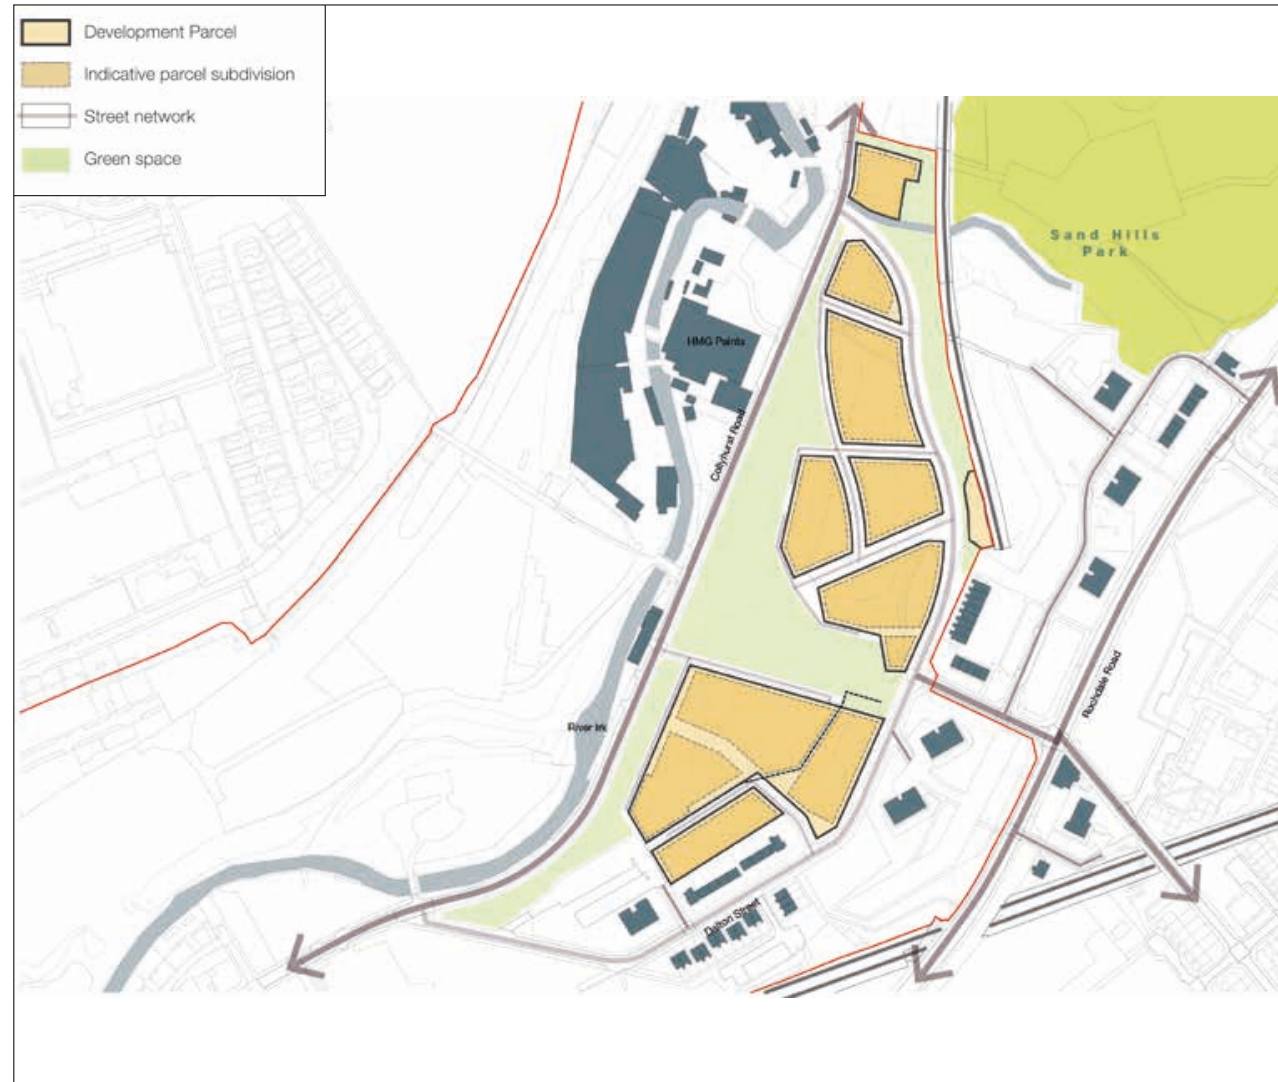 Development Parcel
Indicative parcel subdivision
Street network
Green space
Sand Hills
Park
HMG Paints
Collyhurst Road
Rochdale Road
River Irk
Dalton Street